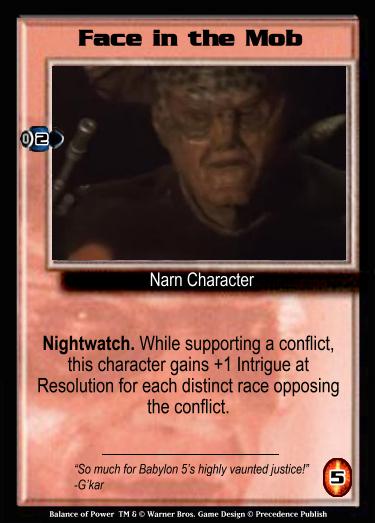 Face in the Mob
2
Narn Character
Nightwatch. While supporting a conflict,
this character gains +1 Intrigue at
Resolution for each distinct race opposing
the conflict.
"So much for Babylon 5's highly vaunted justice!"
-G'kar
5
Balance of Power TM & © Warner Bros. Game Design © Precedence Publish